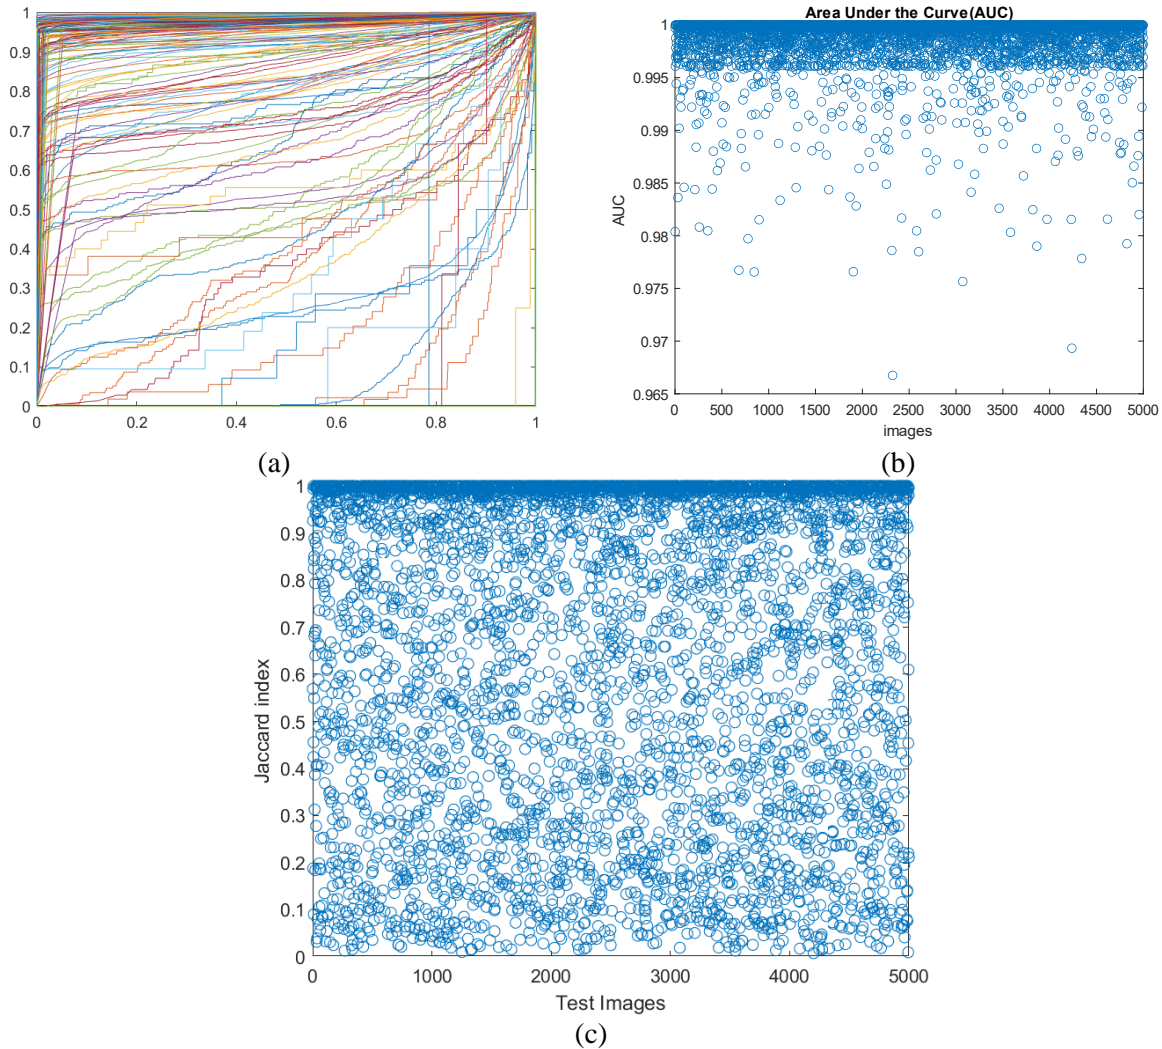 1
0.9
0.8
0.7
0.6
0.5
0.4
0.3
0.2
0.1
0
0 0.2 0.4 0.6 0.8 1
(a)
Area Under the Curve(AUC)
1
0.995
0.99
0.985
0.98
0.975
0.97
0.965
AUC
0 500 1000 1500 2000 2500 3000 3500 4000 4500 5000
images
(b)
1
0.9
0.8
0.7
0.6
0.5
0.4
0.3
0.2
0.1
0
Jaccard index
0 1000 2000 3000 4000 5000
Test Images
(c)